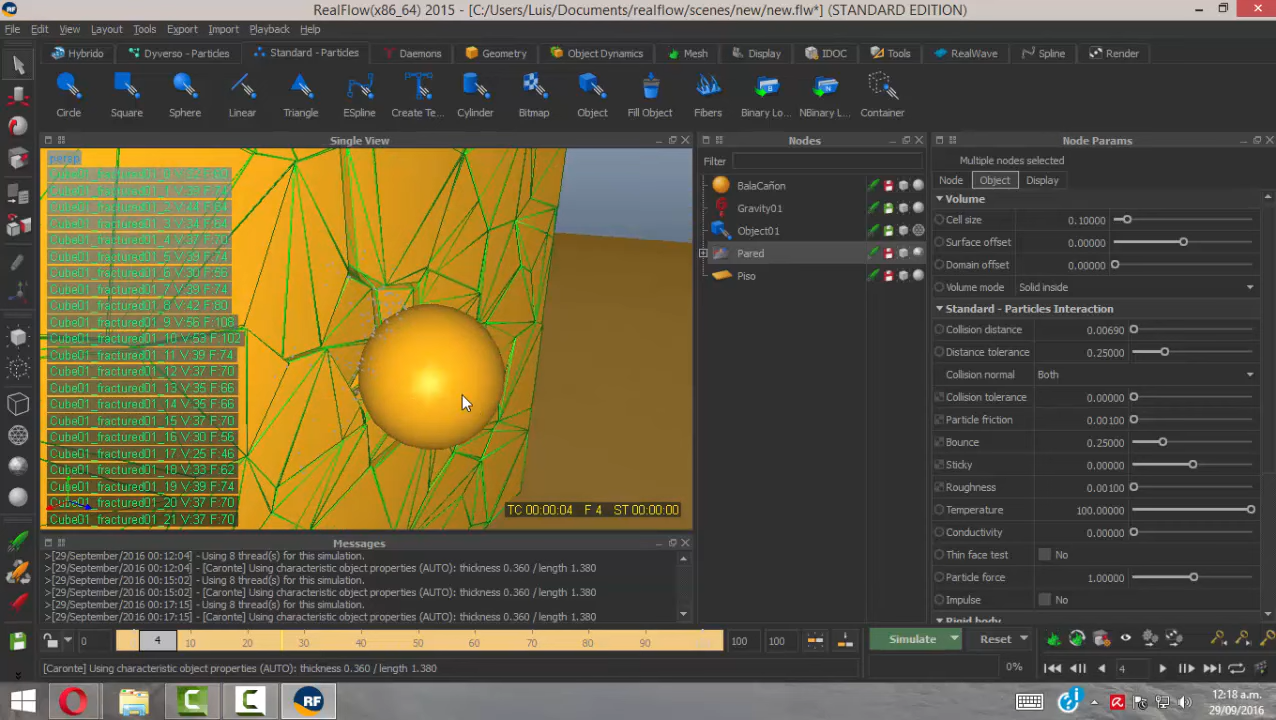 RealFlow(x86_64) 2015 - [C:/Users/Luis/Documents/realflow/scenes/new/new.flw*] (STANDARD EDITION)
File Edit View Layout Tools Export Import Playback Help
Hybrido Dyverso - Particles Standard - Particles Daemons Geometry Object Dynamics Mesh Display IDOC Tools RealWave Spline Render
Circle Square Sphere Linear Triangle ESpline Create Te... Cylinder Bitmap Object Fill Object Fibers Binary Lo... NBinary L... Container
Single View
persp
Cube01_fractured01_1 V:39 F:74
Cube01_fractured01_2 V:44 F:84
Cube01_fractured01_4 V:37 F:70
Cube01_fractured01_6 V:30 F:56
Cube01_fractured01_7 V:39 F:74
Cube01_fractured01_8 V:42 F:80
Cube01_fractured01_9 V:56 F:108
Cube01_fractured01_10 V:53 F:102
Cube01_fractured01_11 V:39 F:74
Cube01_fractured01_12 V:37 F:70
Cube01_fractured01_13 V:35 F:66
Cube01_fractured01_14 V:35 F:66
Cube01_fractured01_15 V:37 F:70
Cube01_fractured01_16 V:30 F:56
Cube01_fractured01_17 V:25 F:46
Cube01_fractured01_18 V:33 F:62
Cube01_fractured01_19 V:39 F:74
Cube01_fractured01_20 V:37 F:70
Cube01_fractured01_21 V:37 F:70
TC 00:00:04 F 4 ST 00:00:00
Messages
>[29/September/2016 00:12:04] - Using 8 thread(s) for this simulation.
>[29/September/2016 00:12:04] - [Caronte] Using characteristic object properties (AUTO): thickness 0.360 / length 1.380
>[29/September/2016 00:15:02] - Using 8 thread(s) for this simulation.
>[29/September/2016 00:15:02] - [Caronte] Using characteristic object properties (AUTO): thickness 0.360 / length 1.380
>[29/September/2016 00:17:15] - Using 8 thread(s) for this simulation.
>[29/September/2016 00:17:15] - [Caronte] Using characteristic object properties (AUTO): thickness 0.360 / length 1.380
Nodes
Filter
BalaCañon
Gravity01
Object01
Pared
Piso
Node Params
Multiple nodes selected
Node Object Display
Volume
Cell size 0.10000
Surface offset 0.00000
Domain offset 0.00000
Volume mode Solid inside
Standard - Particles Interaction
Collision distance 0.00690
Distance tolerance 0.25000
Collision normal Both
Collision tolerance 0.00000
Particle friction 0.00100
Bounce 0.25000
Sticky 0.00000
Roughness 0.00100
Temperature 100.00000
Conductivity 0.00000
Thin face test No
Particle force 1.00000
Impulse No
Rigid body
0 4 10 20 30 40 50 60 70 80 90 100 100
Simulate Reset
[Caronte] Using characteristic object properties (AUTO): thickness 0.360 / length 1.380
0% 4
RF
12:18 a.m.
29/09/2016